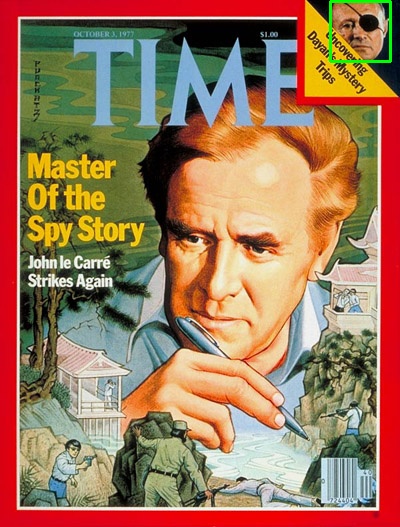 OCTOBER 3, 1977
$1.00
TIME
Uncovering
Dayan's Mystery
Trips
Master
Of the
Spy Story
John le Carré
Strikes Again